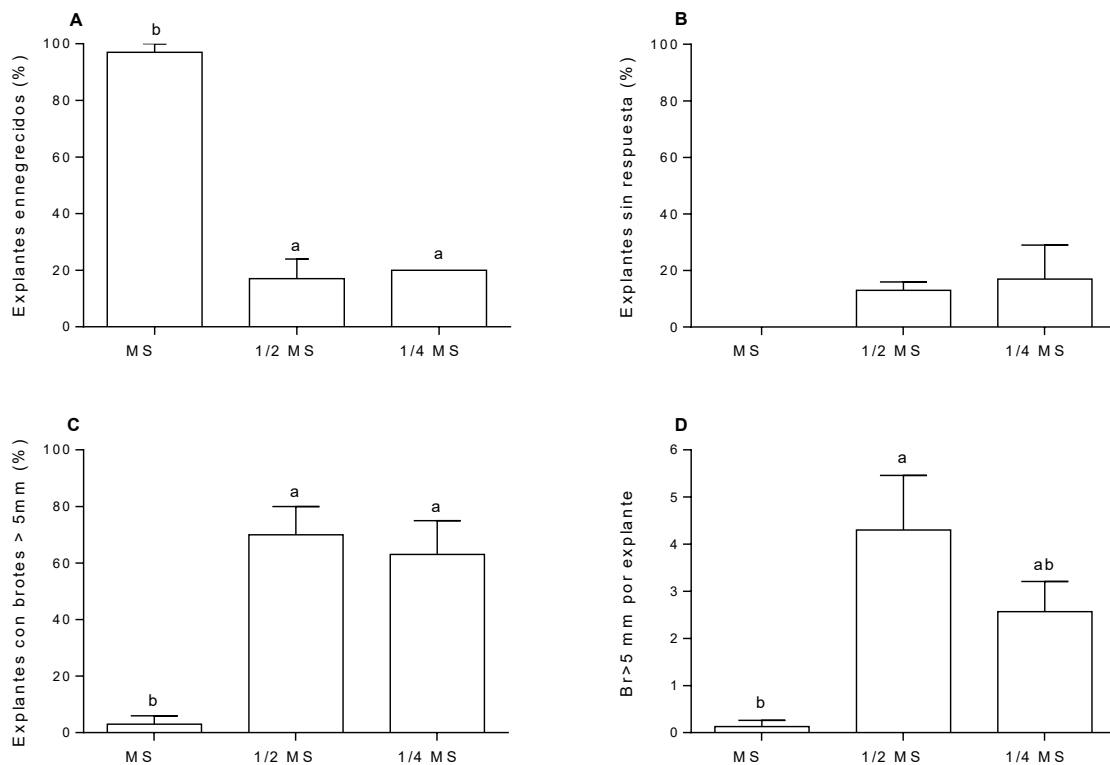 A
Explantes ennegrecidos (%)
100
80
60
40
20
0
b
a
a
MS
1/2 MS
1/4 MS
B
Explantes sin respuesta (%)
100
80
60
40
20
0
MS
1/2 MS
1/4 MS
C
Explantes con brotes > 5mm (%)
100
80
60
40
20
0
b
a
a
MS
1/2 MS
1/4 MS
D
Br>5 mm por explante
6
5
4
3
2
1
0
b
a
ab
MS
1/2 MS
1/4 MS